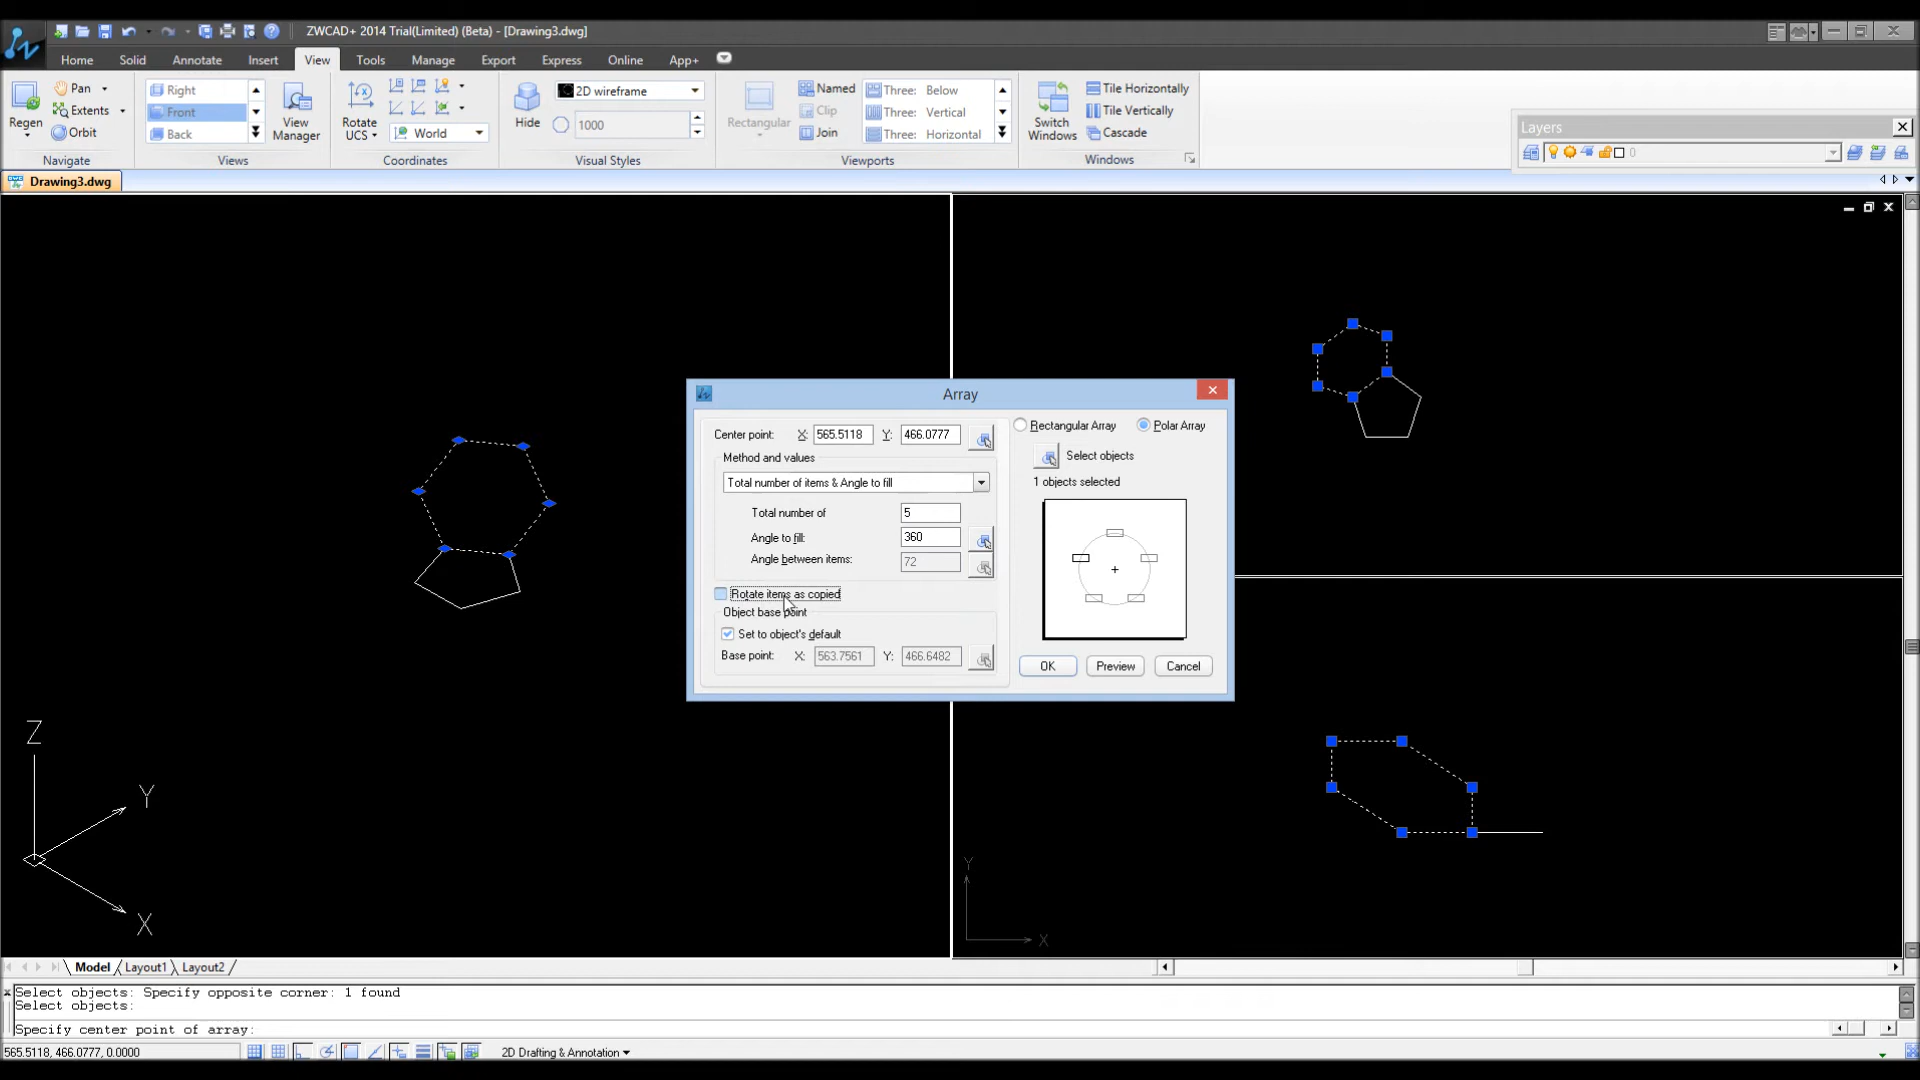 ZWCAD+ 2014 Trial(Limited) (Beta) - [Drawing3.dwg]
Home Solid Annotate Insert View Tools Manage Export Express Online App+
Regen Pan Extents Orbit
Right Front Back
View Manager
Rotate UCS
World
Hide
2D wireframe
1000
Rectangular
Named Clip Join
Three: Below
Three: Vertical
Three: Horizontal
Switch Windows
Tile Horizontally
Tile Vertically
Cascade
Navigate Views Coordinates Visual Styles Viewports Windows
Layers
0
Drawing3.dwg
Array
Center point: X: 565.5118 Y: 466.0777
Method and values
Total number of items & Angle to fill
Total number of 5
Angle to fill: 360
Angle between items: 72
Rotate items as copied
Object base point
Set to object's default
Base point: X: 563.7561 Y: 466.6482
Rectangular Array Polar Array
Select objects
1 objects selected
OK Preview Cancel
Z
Y
X
Y
X
Model Layout1 Layout2
Select objects: Specify opposite corner: 1 found
Select objects:
Specify center point of array:
565.5118, 466.0777, 0.0000
2D Drafting & Annotation